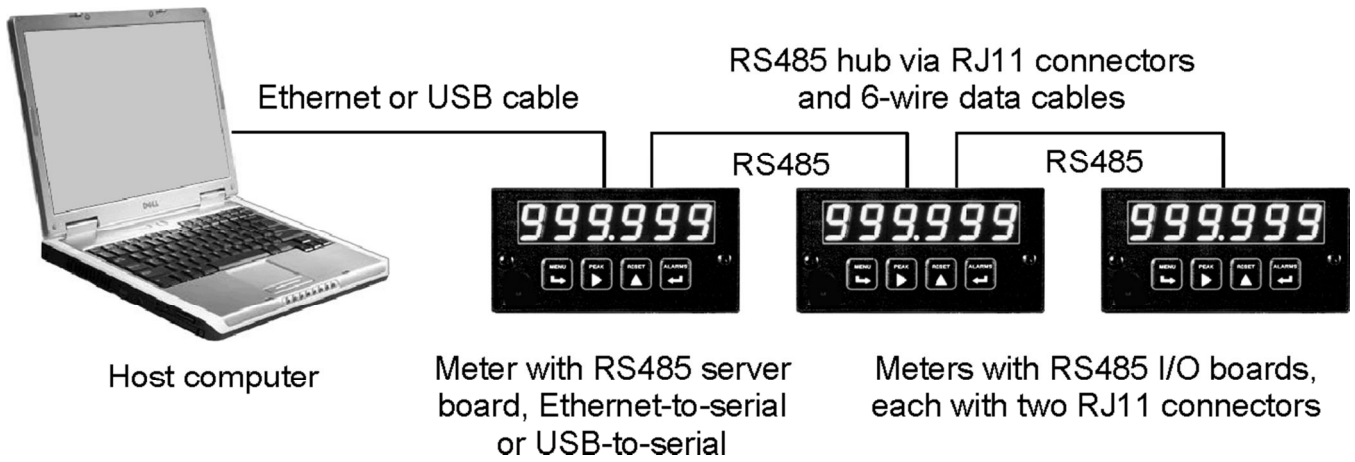 RS485 hub via RJ11 connectors
and 6-wire data cables
Ethernet or USB cable
RS485
RS485
DELL
999.999
999.999
999.999
MENU PEAK RESET ALARMS
MENU PEAK RESET ALARMS
MENU PEAK RESET ALARMS
Host computer
Meter with RS485 server
board, Ethernet-to-serial
or USB-to-serial
Meters with RS485 I/O boards,
each with two RJ11 connectors